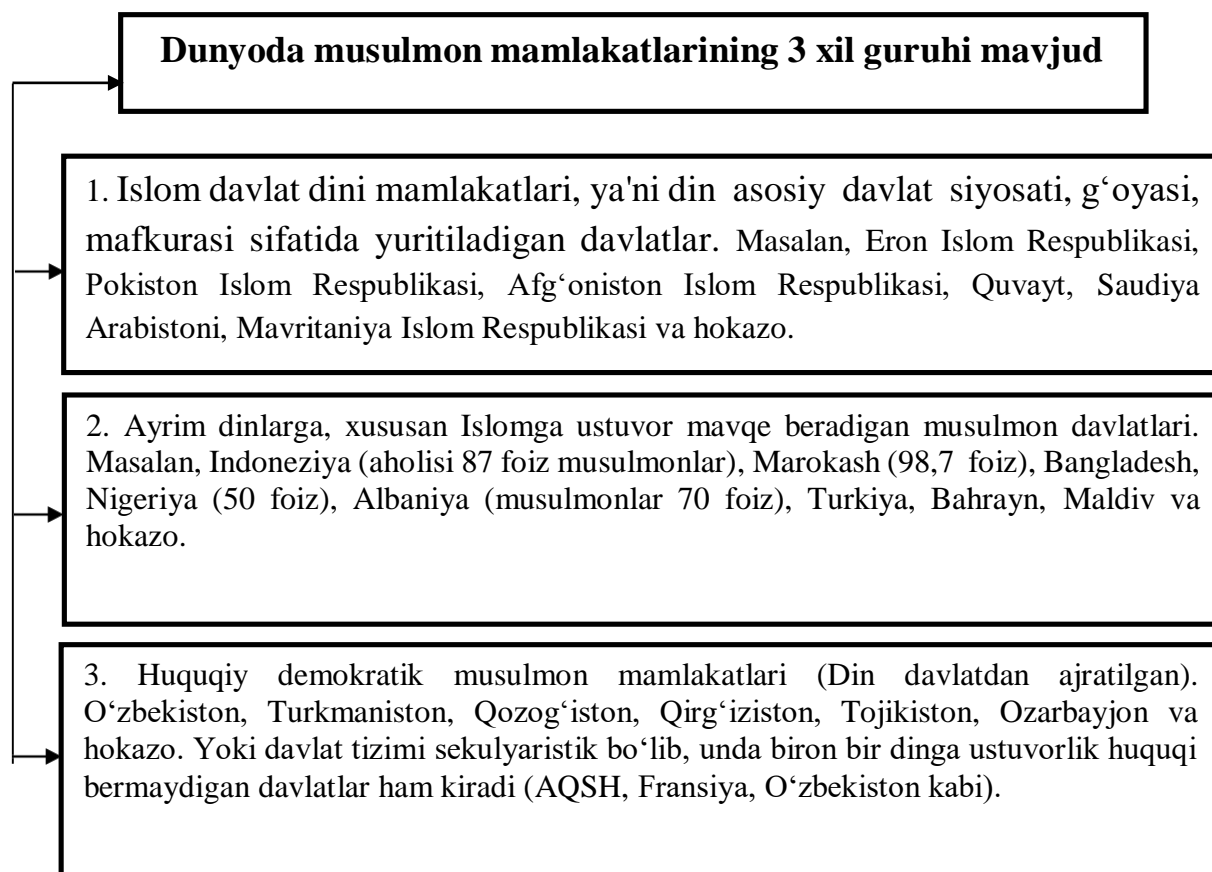 Dunyoda musulmon mamlakatlarining 3 xil guruhi mavjud
1. Islom davlat dini mamlakatlari, ya'ni din asosiy davlat siyosati, g‘oyasi,
mafkurasi sifatida yuritiladigan davlatlar. Masalan, Eron Islom Respublikasi,
Pokiston Islom Respublikasi, Afg‘oniston Islom Respublikasi, Quvayt, Saudiya
Arabistoni, Mavritaniya Islom Respublikasi va hokazo.
2. Ayrim dinlarga, xususan Islomga ustuvor mavqe beradigan musulmon davlatlari.
Masalan, Indoneziya (aholisi 87 foiz musulmonlar), Marokash (98,7 foiz), Bangladesh,
Nigeriya (50 foiz), Albaniya (musulmonlar 70 foiz), Turkiya, Bahrayn, Maldiv va
hokazo.
3. Huquqiy demokratik musulmon mamlakatlari (Din davlatdan ajratilgan).
O‘zbekiston, Turkmaniston, Qozog‘iston, Qirg‘iziston, Tojikiston, Ozarbayjon va
hokazo. Yoki davlat tizimi sekulyaristik bo‘lib, unda biron bir dinga ustuvorlik huquqi
bermaydigan davlatlar ham kiradi (AQSH, Fransiya, O‘zbekiston kabi).